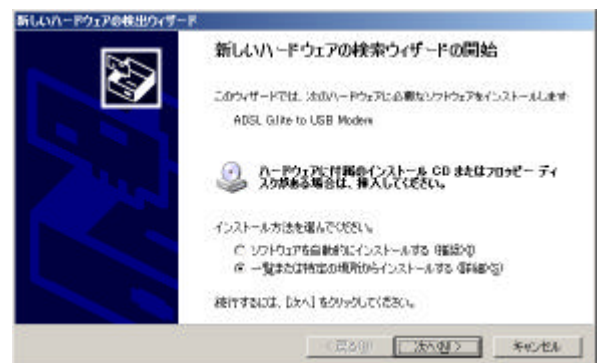 新しいハードウェアの検出ウィザード
新しいハードウェアの検索ウィザードの開始
このウィザードでは、次のハードウェアに必要なソフトウェアをインストールします:
ADSL G.lite to USB Modem
ハードウェアに付属のインストール CD またはフロッピー ディ
スクがある場合は、挿入してください。
インストール方法を選んでください。
ソフトウェアを自動的にインストールする (推奨)(I)
一覧または特定の場所からインストールする (詳細)(S)
続行するには、[次へ] をクリックしてください。
< 戻る(B)
次へ(N) >
キャンセル